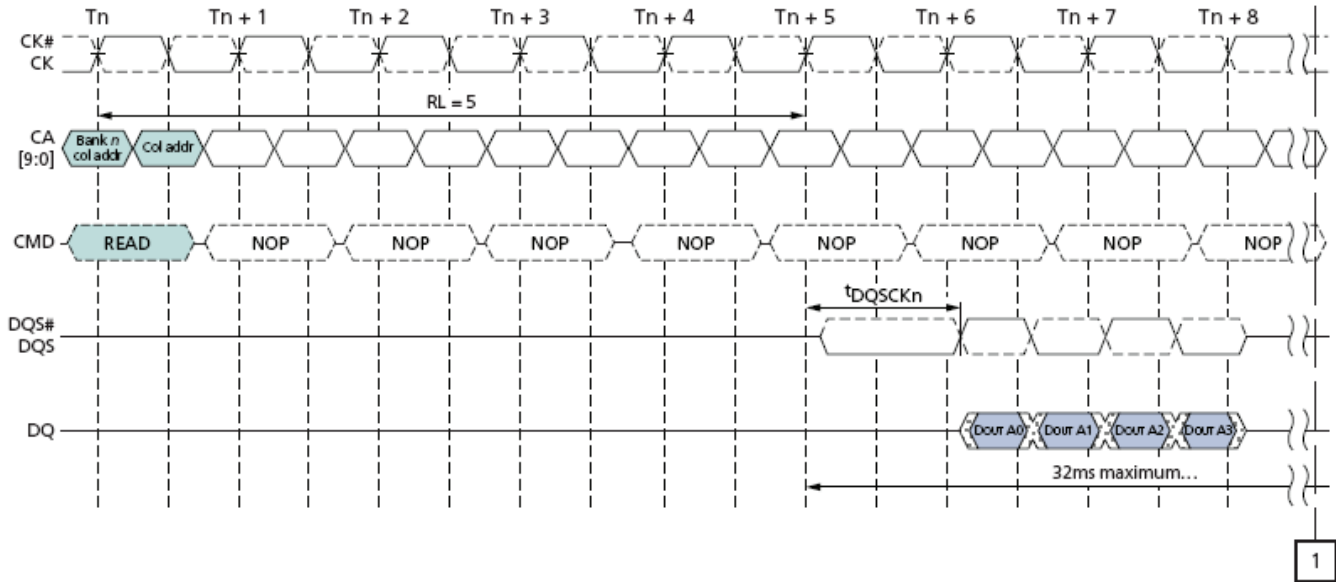 Tn Tn + 1 Tn + 2 Tn + 3 Tn + 4 Tn + 5 Tn + 6 Tn + 7 Tn + 8
CK#
CK
RL = 5
CA
[9:0]
Bank n
col addr
Col addr
CMD READ NOP NOP NOP NOP NOP NOP NOP NOP
tDQSCKn
DQS#
DQS
DQ DOUT A0 DOUT A1 DOUT A2 DOUT A3
32ms maximum…
1